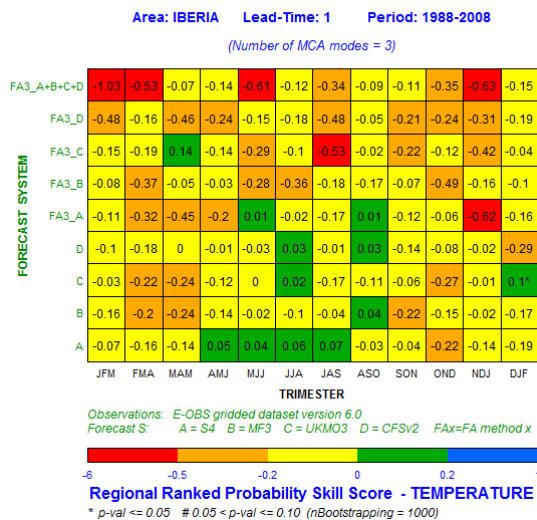 Area: IBERIA Lead-Time: 1 Period: 1988-2008
(Number of MCA modes = 3)
FORECAST SYSTEM
FA3_A+B+C+D -1.03 -0.53 -0.07 -0.14 -0.61 -0.12 -0.34 -0.09 -0.11 -0.35 -0.63 -0.15
FA3_D -0.48 -0.16 -0.46 -0.24 -0.15 -0.18 -0.48 -0.05 -0.21 -0.24 -0.31 -0.19
FA3_C -0.15 -0.19 0.14 -0.14 -0.29 -0.1 -0.53 -0.02 -0.22 -0.12 -0.42 -0.04
FA3_B -0.08 -0.37 -0.05 -0.03 -0.28 -0.36 -0.18 -0.17 -0.07 -0.49 -0.16 -0.1
FA3_A -0.11 -0.32 -0.45 -0.2 0.01 -0.02 -0.17 0.01 -0.12 -0.06 -0.62 -0.16
D -0.1 -0.18 0 -0.01 -0.03 0.03 -0.01 0.03 -0.14 -0.08 -0.02 -0.29
C -0.03 -0.22 -0.24 -0.12 0 0.02 -0.17 -0.11 -0.06 -0.27 -0.01 0.1*
B -0.16 -0.2 -0.24 -0.14 -0.02 -0.1 -0.04 0.04 -0.22 -0.15 -0.02 -0.17
A -0.07 -0.16 -0.14 0.05 0.04 0.06 0.07 -0.03 -0.04 -0.22 -0.14 -0.19
JFM FMA MAM AMJ MJJ JJA JAS ASO SON OND NDJ DJF
TRIMESTER
Observations: E-OBS gridded dataset version 6.0
Forecast S: A = S4 B = MF3 C = UKMO3 D = CFSv2 FAx=FA method x
-6 -0.5 -0.2 0 0.2 1
Regional Ranked Probability Skill Score - TEMPERATURE
* p-val <= 0.05 # 0.05 < p-val <= 0.10 (nBootstrapping = 1000)